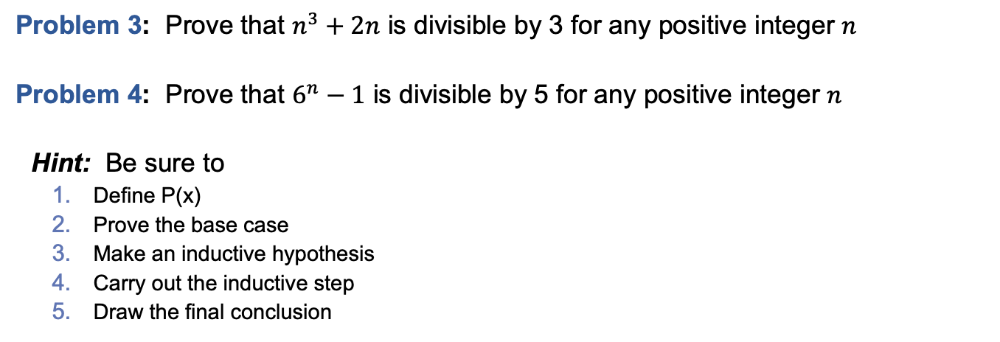 Problem 3: Prove that n³ + 2n is divisible by 3 for any positive integer n
Problem 4: Prove that 6ⁿ − 1 is divisible by 5 for any positive integer n
Hint: Be sure to
1. Define P(x)
2. Prove the base case
3. Make an inductive hypothesis
4. Carry out the inductive step
5. Draw the final conclusion